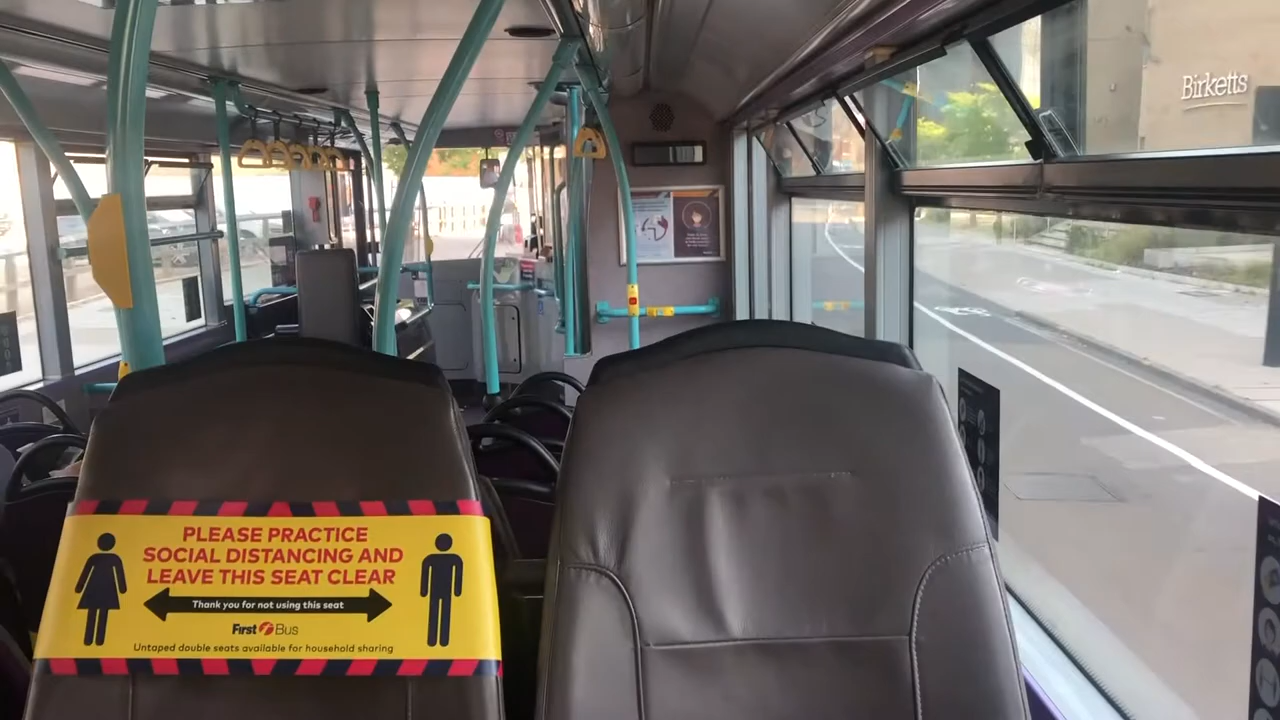 Birketts
PLEASE PRACTICE
SOCIAL DISTANCING AND
LEAVE THIS SEAT CLEAR
Thank you for not using this seat
First Bus
Untaped double seats available for household sharing